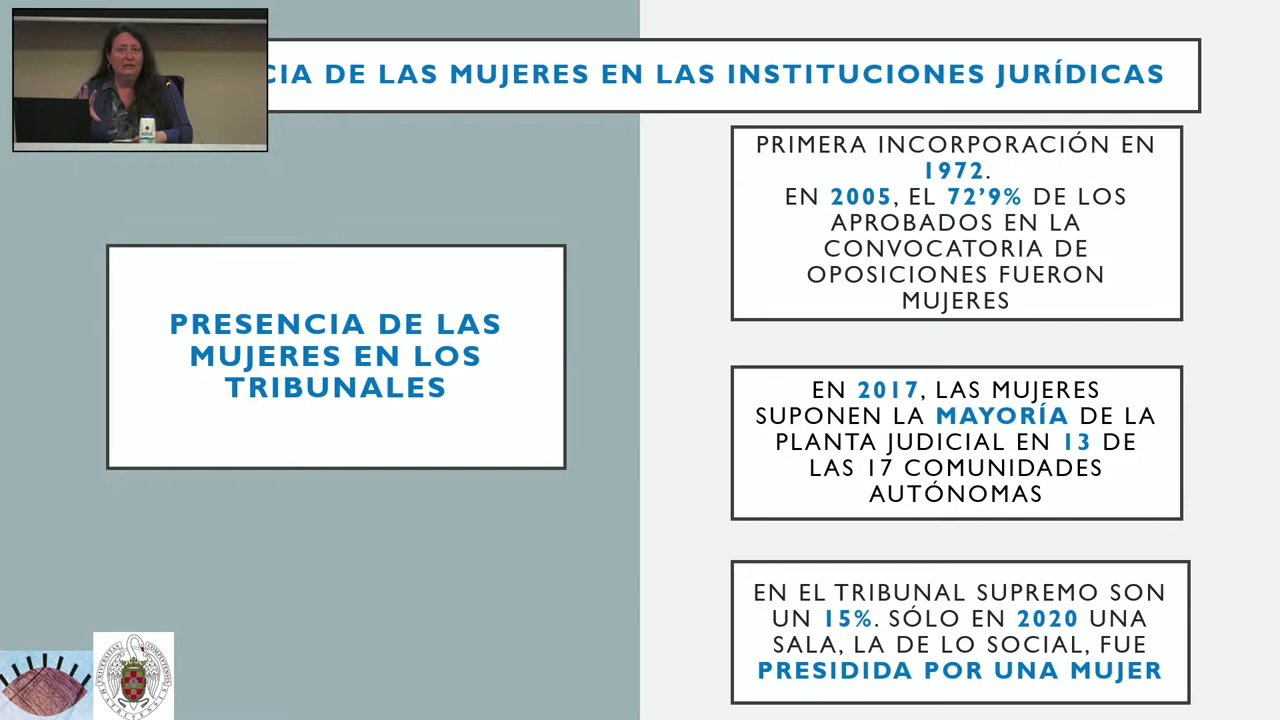 CIA DE LAS MUJERES EN LAS INSTITUCIONES JURÍDICAS
PRESENCIA DE LAS
MUJERES EN LOS
TRIBUNALES
PRIMERA INCORPORACIÓN EN
1972.
EN 2005, EL 72’9% DE LOS
APROBADOS EN LA
CONVOCATORIA DE
OPOSICIONES FUERON
MUJERES
EN 2017, LAS MUJERES
SUPONEN LA MAYORÍA DE LA
PLANTA JUDICIAL EN 13 DE
LAS 17 COMUNIDADES
AUTÓNOMAS
EN EL TRIBUNAL SUPREMO SON
UN 15%. SÓLO EN 2020 UNA
SALA, LA DE LO SOCIAL, FUE
PRESIDIDA POR UNA MUJER
AGUA